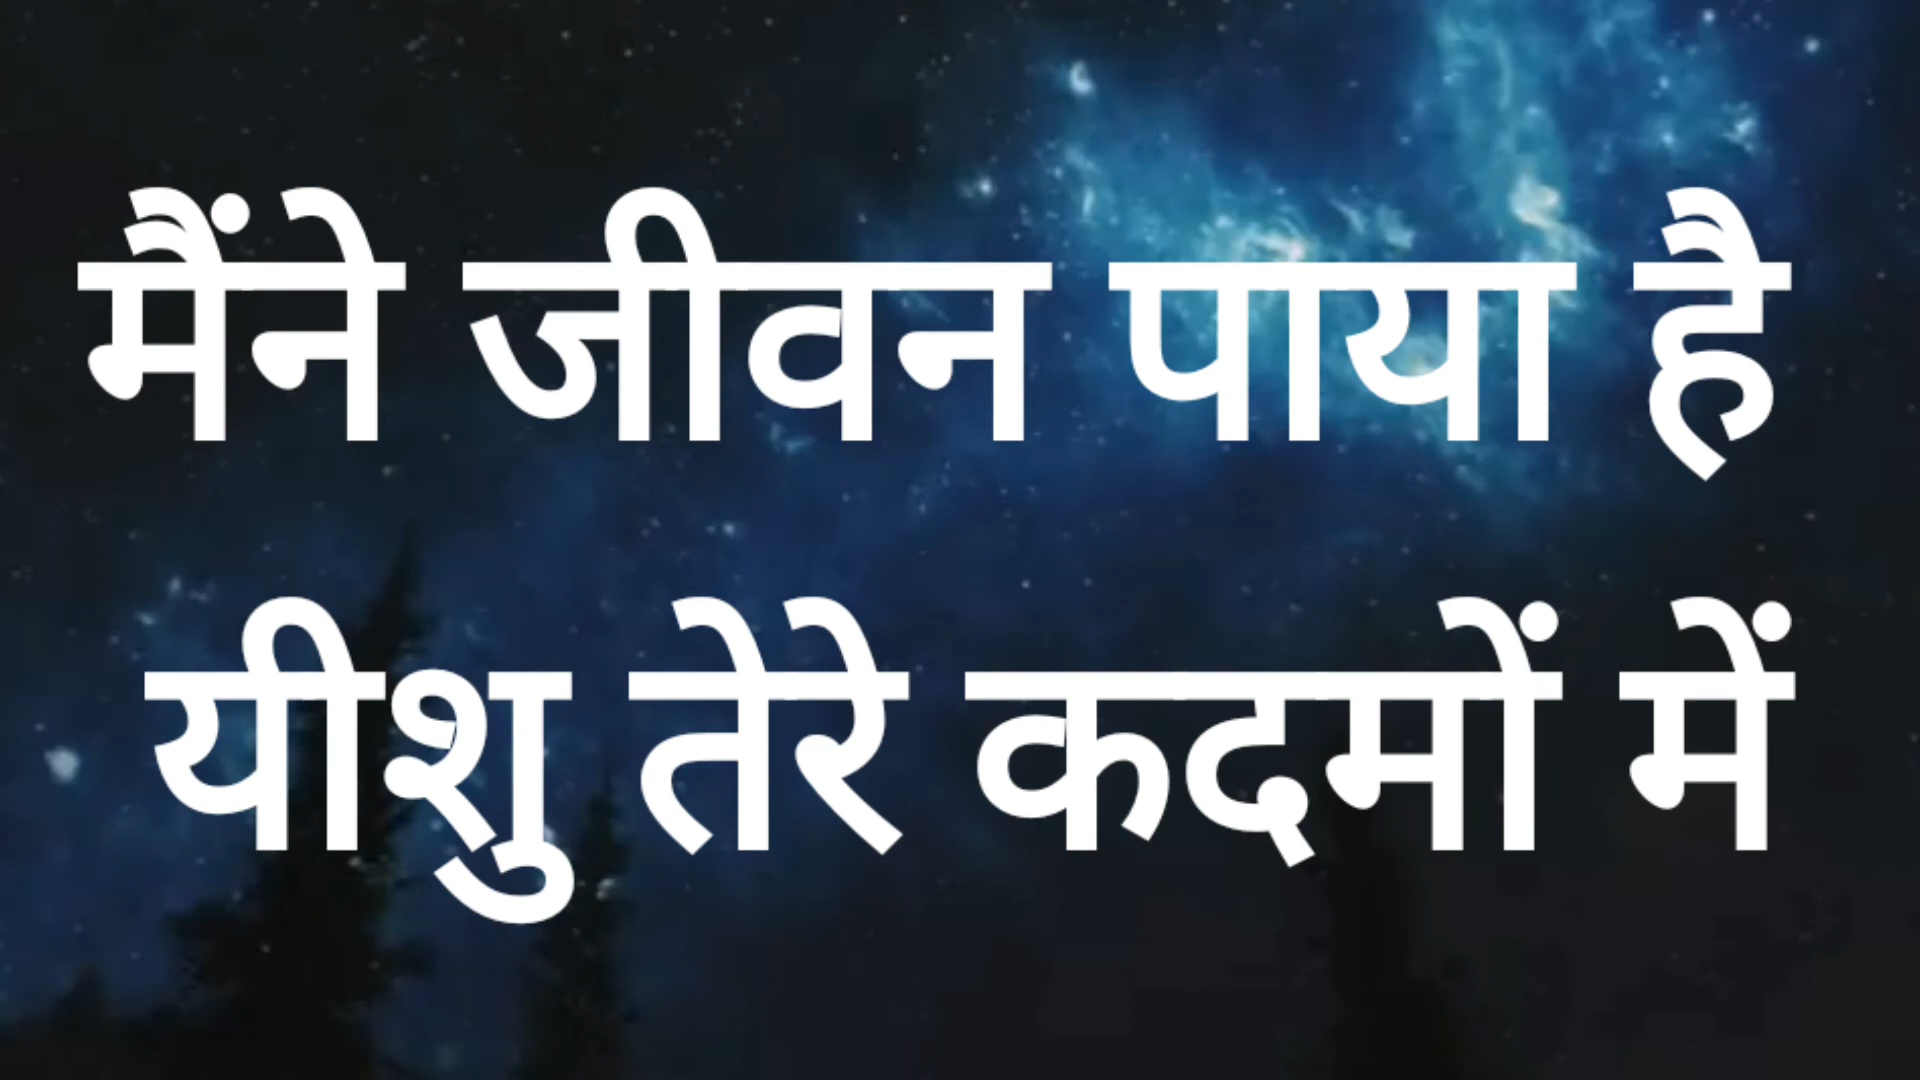 मैंने जीवन पाया है
यीशु तेरे कदमों में